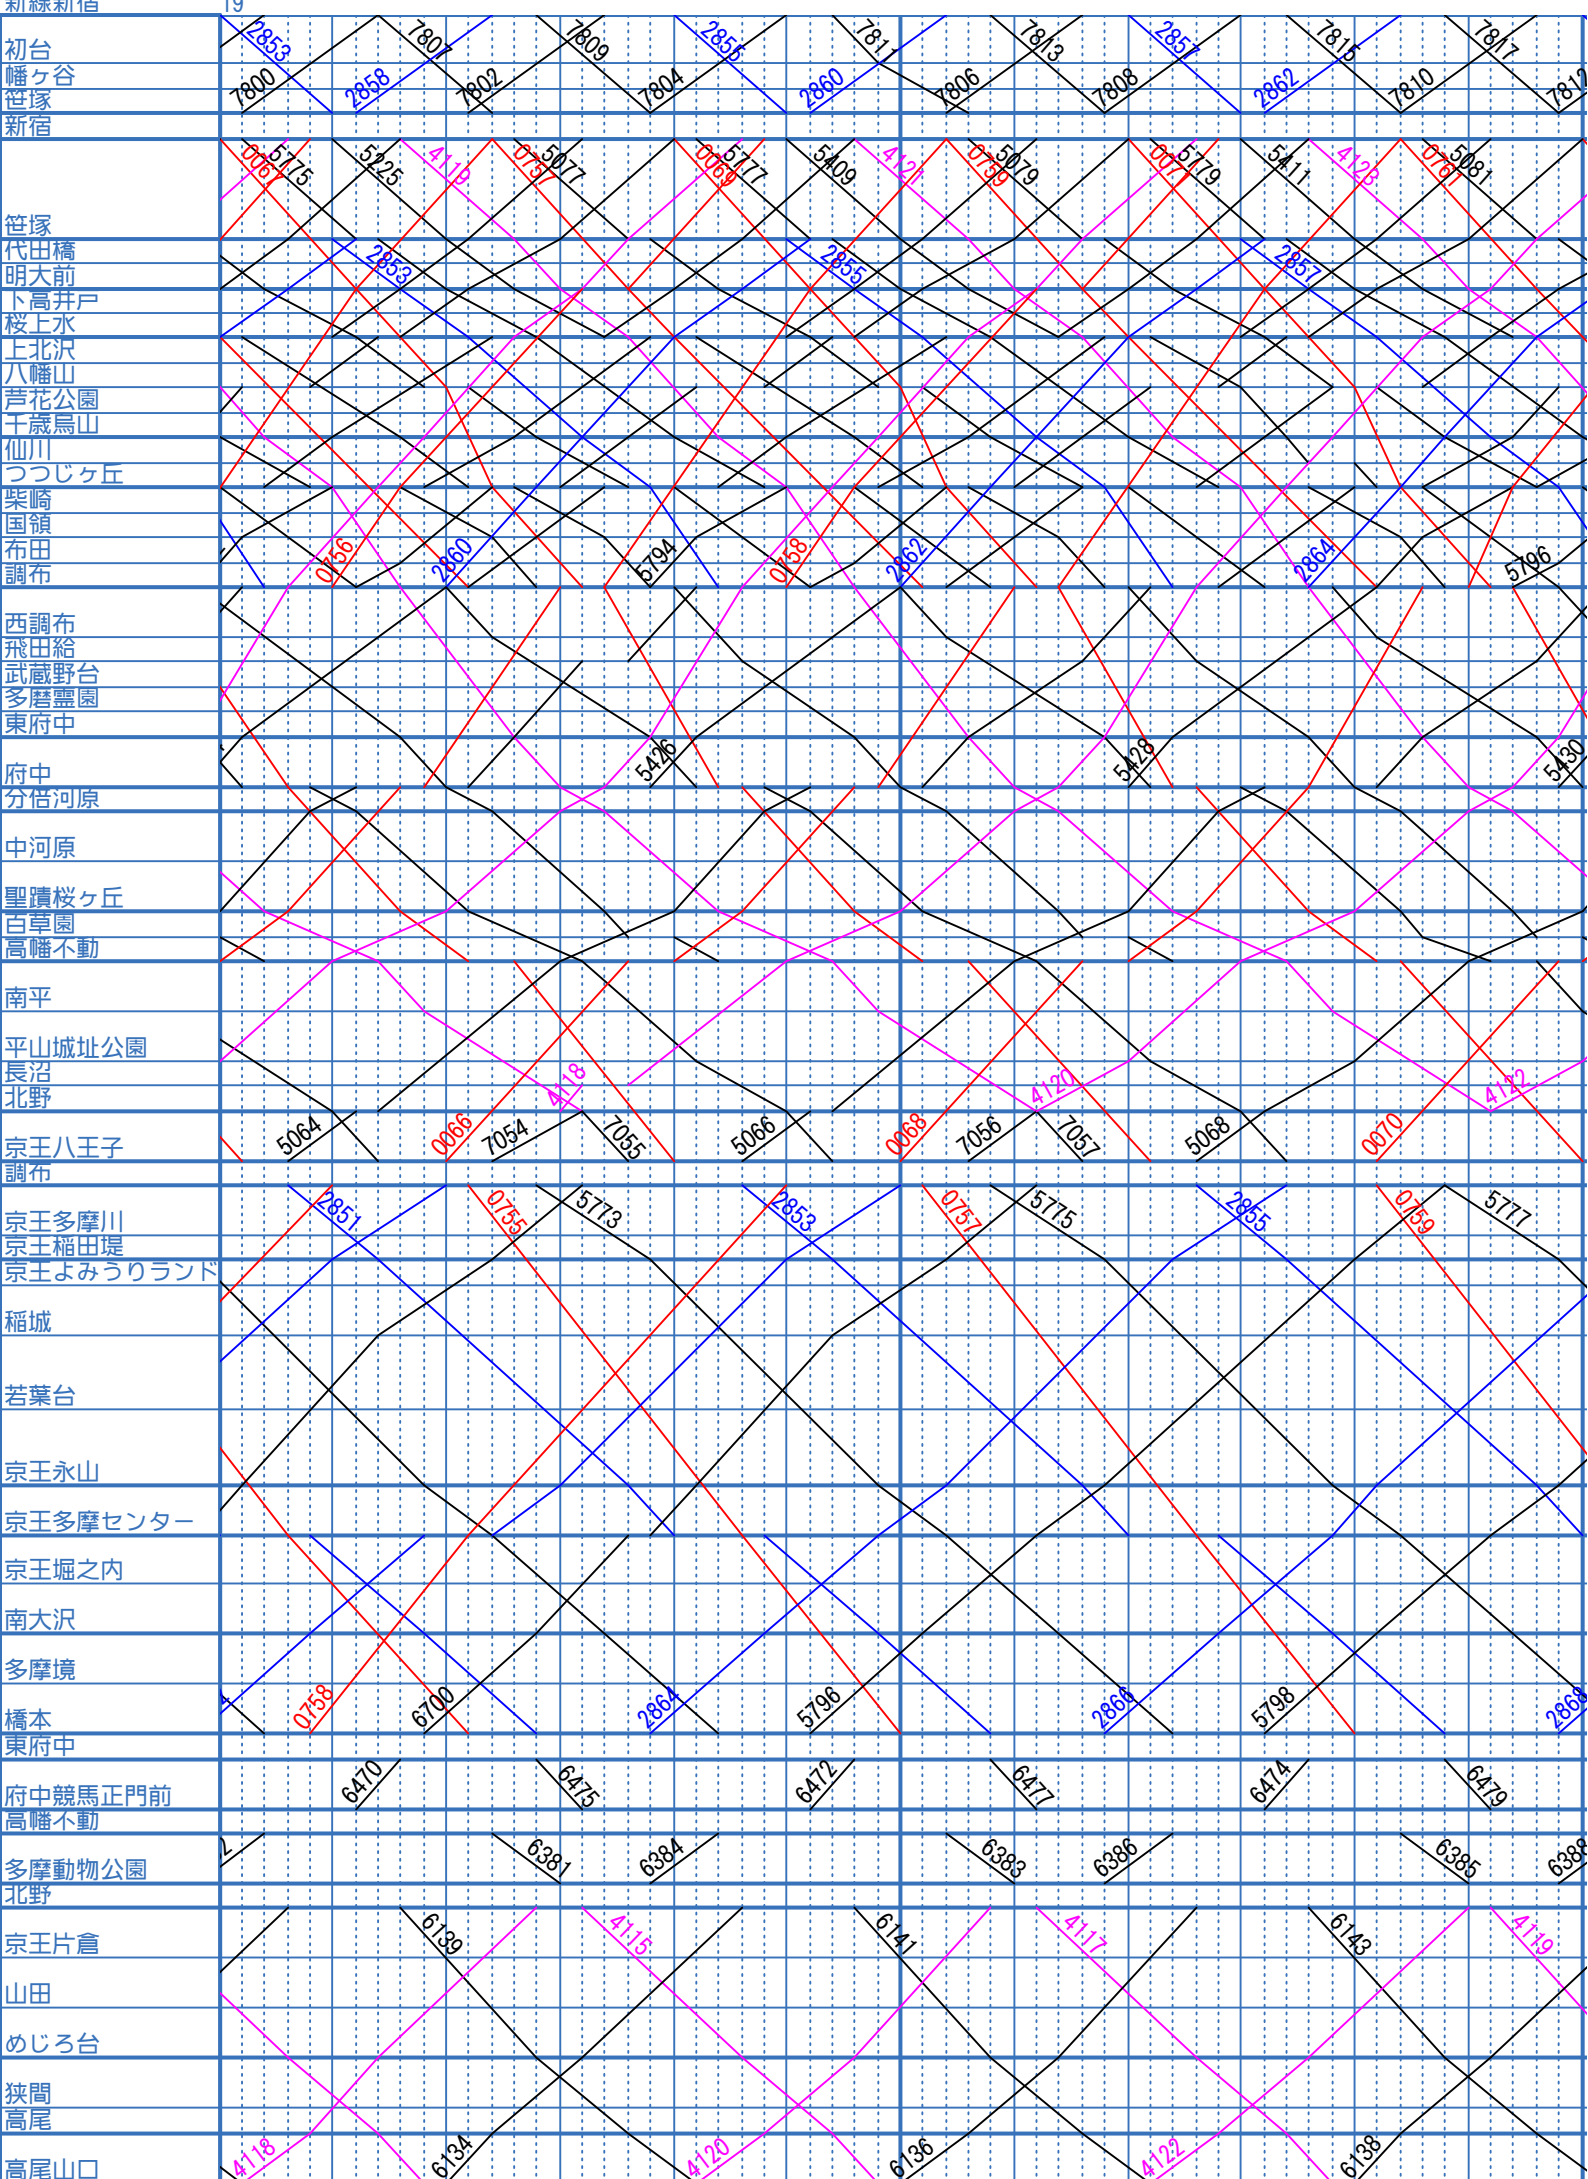 新線新宿 19
初台
2853 7807 7809 2855 7811 7813 2857 7815 7817
幡ヶ谷
笹塚
7800 2858 7802 7804 2860 7806 7808 2862 7810 7812
新宿
0067 5775 5225 4119 0757 5077 0069 5777 5409 4121 0759 5079 0071 5779 5411 4123 0761 5081
笹塚
代田橋
2853 2855 2857
明大前
下高井戸
桜上水
上北沢
八幡山
芦花公園
千歳烏山
仙川
つつじヶ丘
柴崎
国領
布田
調布
0756 2860 5794 0758 2862 2864 5796
西調布
飛田給
武蔵野台
多磨霊園
東府中
府中
5426 5428 5430
分倍河原
中河原
聖蹟桜ヶ丘
百草園
高幡不動
南平
平山城址公園
長沼
北野
4118 4120 4122
京王八王子
5064 0066 7054 7055 5066 0068 7056 7057 5068 0070
調布
京王多摩川
2851 0755 5773 2853 0757 5775 2855 0759 5777
京王稲田堤
京王よみうりランド
稲城
若葉台
京王永山
京王多摩センター
京王堀之内
南大沢
多摩境
橋本
0758 6700 2864 5796 2866 5798 2868
東府中
府中競馬正門前
6470 6475 6472 6477 6474 6479
高幡不動
多摩動物公園
6381 6384 6383 6386 6385 6388
北野
京王片倉
6139 4115 6141 4117 6143 4119
山田
めじろ台
狭間
高尾
高尾山口
4118 6134 4120 6136 4122 6138